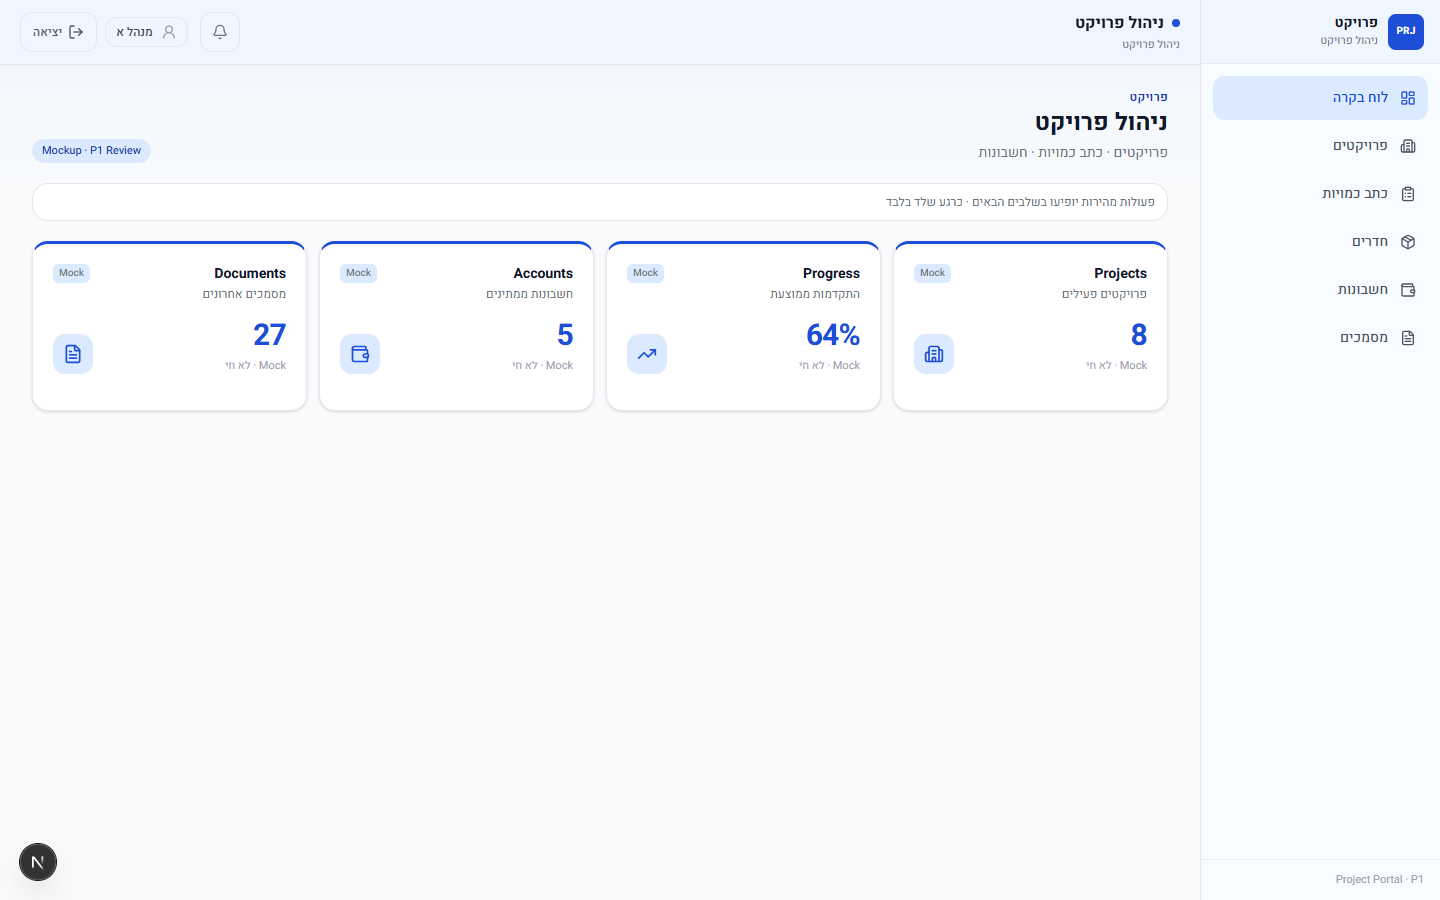 PRJ
פרויקט
ניהול פרויקט
לוח בקרה
פרויקטים
כתב כמויות
חדרים
חשבונות
מסמכים
Project Portal · P1
ניהול פרויקט
ניהול פרויקט
מנהל א
יציאה
פרויקט
ניהול פרויקט
פרויקטים · כתב כמויות · חשבונות
Mockup · P1 Review
פעולות מהירות יופיעו בשלבים הבאים · כרגע שלד בלבד
Projects
Mock
פרויקטים פעילים
8
Mock · לא חי
Progress
Mock
התקדמות ממוצעת
64%
Mock · לא חי
Accounts
Mock
חשבונות ממתינים
5
Mock · לא חי
Documents
Mock
מסמכים אחרונים
27
Mock · לא חי
N